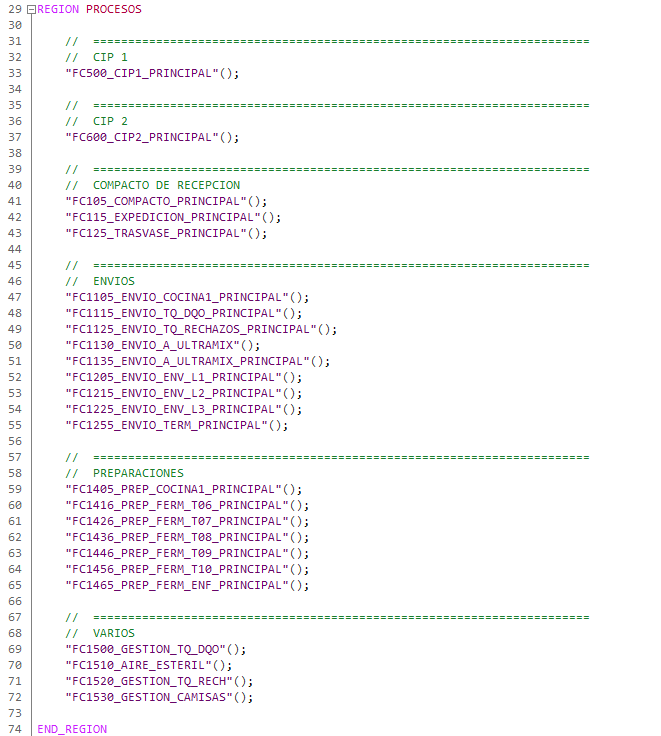 29 REGION PROCESOS
30
31 // =======================================================================
32 // CIP 1
33 "FC500_CIP1_PRINCIPAL"();
34
35 // =======================================================================
36 // CIP 2
37 "FC600_CIP2_PRINCIPAL"();
38
39 // =======================================================================
40 // COMPACTO DE RECEPCION
41 "FC105_COMPACTO_PRINCIPAL"();
42 "FC115_EXPEDICION_PRINCIPAL"();
43 "FC125_TRASVASE_PRINCIPAL"();
44
45 // =======================================================================
46 // ENVIOS
47 "FC1105_ENVIO_COCINA1_PRINCIPAL"();
48 "FC1115_ENVIO_TQ_DQO_PRINCIPAL"();
49 "FC1125_ENVIO_TQ_RECHAZOS_PRINCIPAL"();
50 "FC1130_ENVIO_A_ULTRAMIX"();
51 "FC1135_ENVIO_A_ULTRAMIX_PRINCIPAL"();
52 "FC1205_ENVIO_ENV_L1_PRINCIPAL"();
53 "FC1215_ENVIO_ENV_L2_PRINCIPAL"();
54 "FC1225_ENVIO_ENV_L3_PRINCIPAL"();
55 "FC1255_ENVIO_TERM_PRINCIPAL"();
56
57 // =======================================================================
58 // PREPARACIONES
59 "FC1405_PREP_COCINA1_PRINCIPAL"();
60 "FC1416_PREP_FERM_T06_PRINCIPAL"();
61 "FC1426_PREP_FERM_T07_PRINCIPAL"();
62 "FC1436_PREP_FERM_T08_PRINCIPAL"();
63 "FC1446_PREP_FERM_T09_PRINCIPAL"();
64 "FC1456_PREP_FERM_T10_PRINCIPAL"();
65 "FC1465_PREP_FERM_ENF_PRINCIPAL"();
66
67 // =======================================================================
68 // VARIOS
69 "FC1500_GESTION_TQ_DQO"();
70 "FC1510_AIRE_ESTERIL"();
71 "FC1520_GESTION_TQ_RECH"();
72 "FC1530_GESTION_CAMISAS"();
73
74 END_REGION